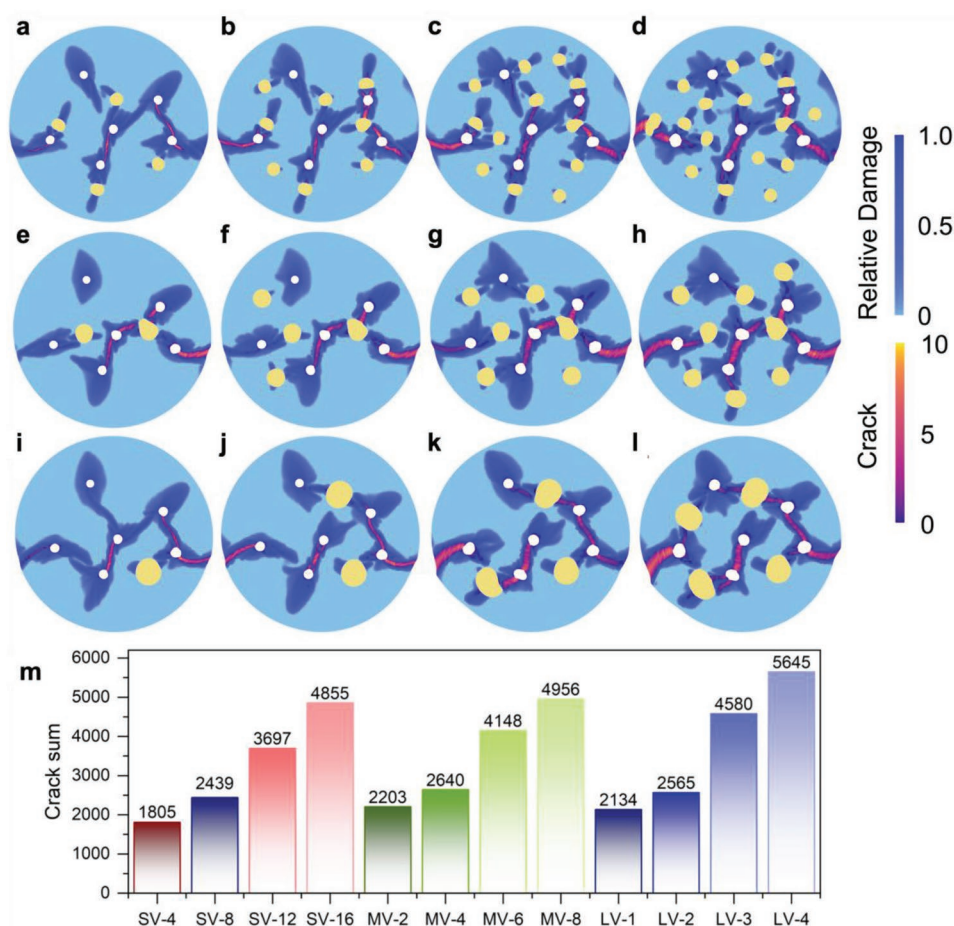 a b c d
1.0
0.5
0
Relative Damage
e f g h
10
5
0
Crack
i j k l
m
6000
5000
4000
3000
2000
1000
0
Crack sum
1805 2439 3697 4855 2203 2640 4148 4956 2134 2565 4580 5645
SV-4 SV-8 SV-12 SV-16 MV-2 MV-4 MV-6 MV-8 LV-1 LV-2 LV-3 LV-4